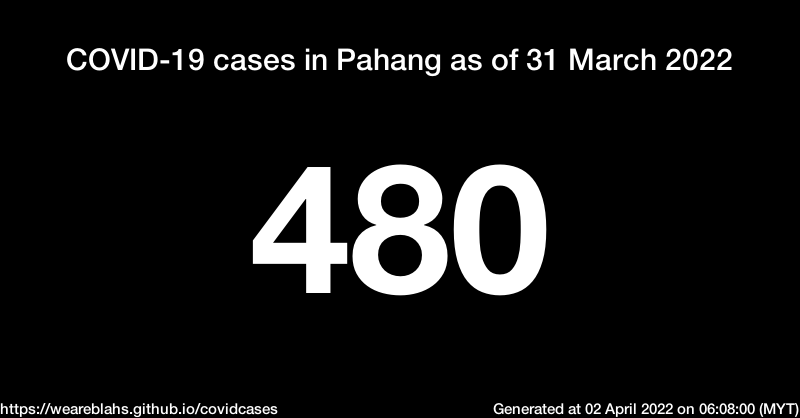 COVID-19 cases in Pahang as of 31 March 2022
480
https://weareblahs.github.io/covidcases
Generated at 02 April 2022 on 06:08:00 (MYT)